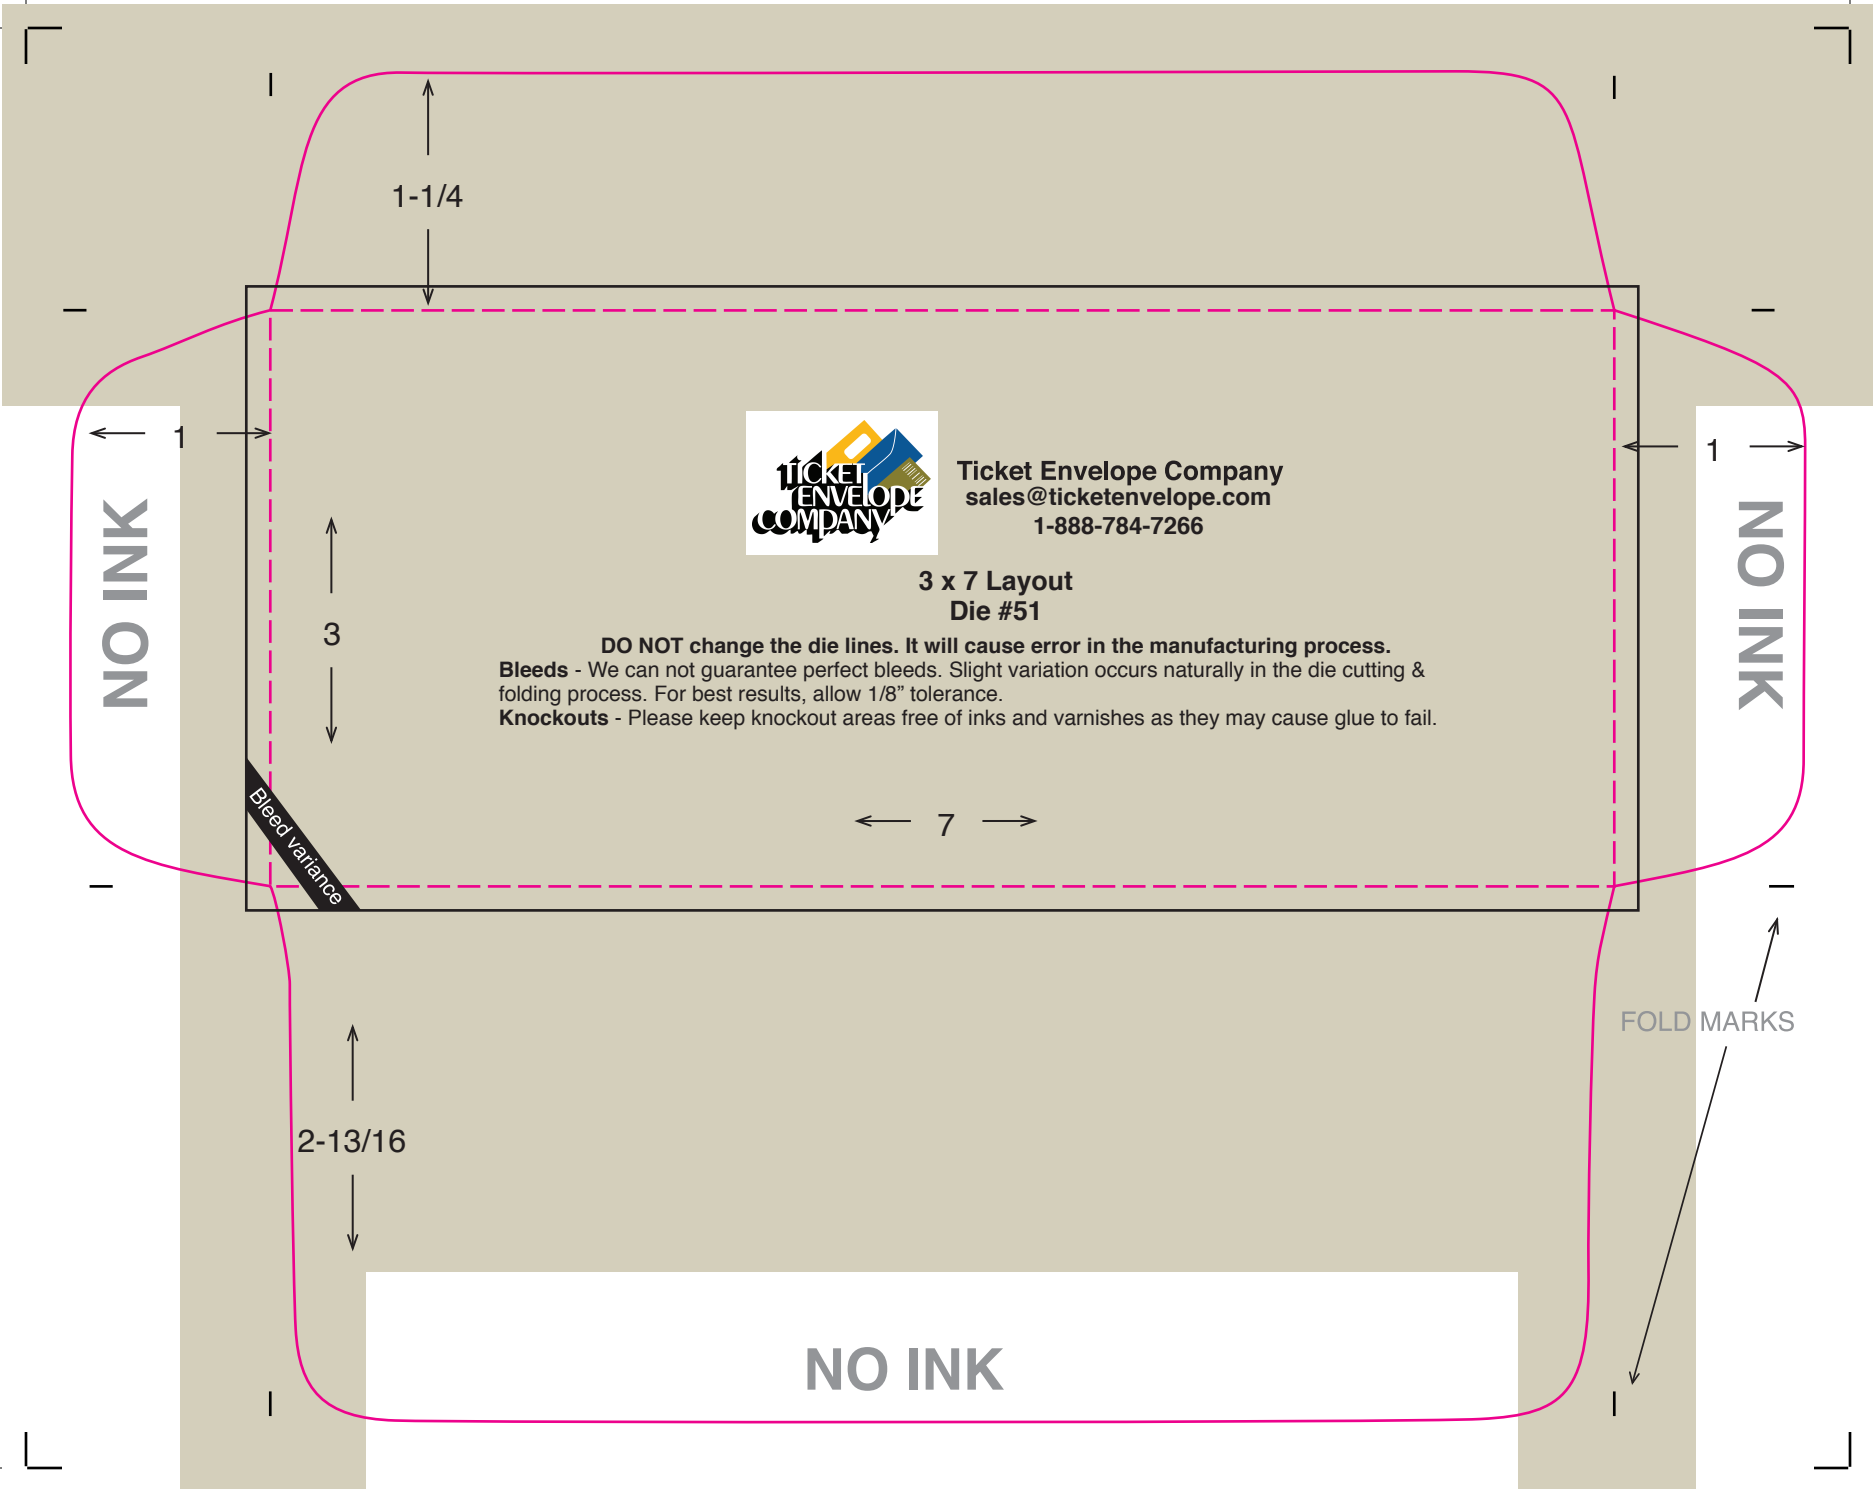 1-1/4
1
1
TICKET
ENVELOPE
COMPANY
Ticket Envelope Company
sales@ticketenvelope.com
1-888-784-7266
NO INK
NO INK
3 x 7 Layout
Die #51
3
DO NOT change the die lines. It will cause error in the manufacturing process.
Bleeds - We can not guarantee perfect bleeds. Slight variation occurs naturally in the die cutting &
folding process. For best results, allow 1/8” tolerance.
Knockouts - Please keep knockout areas free of inks and varnishes as they may cause glue to fail.
Bleed variance
7
FOLD MARKS
2-13/16
NO INK